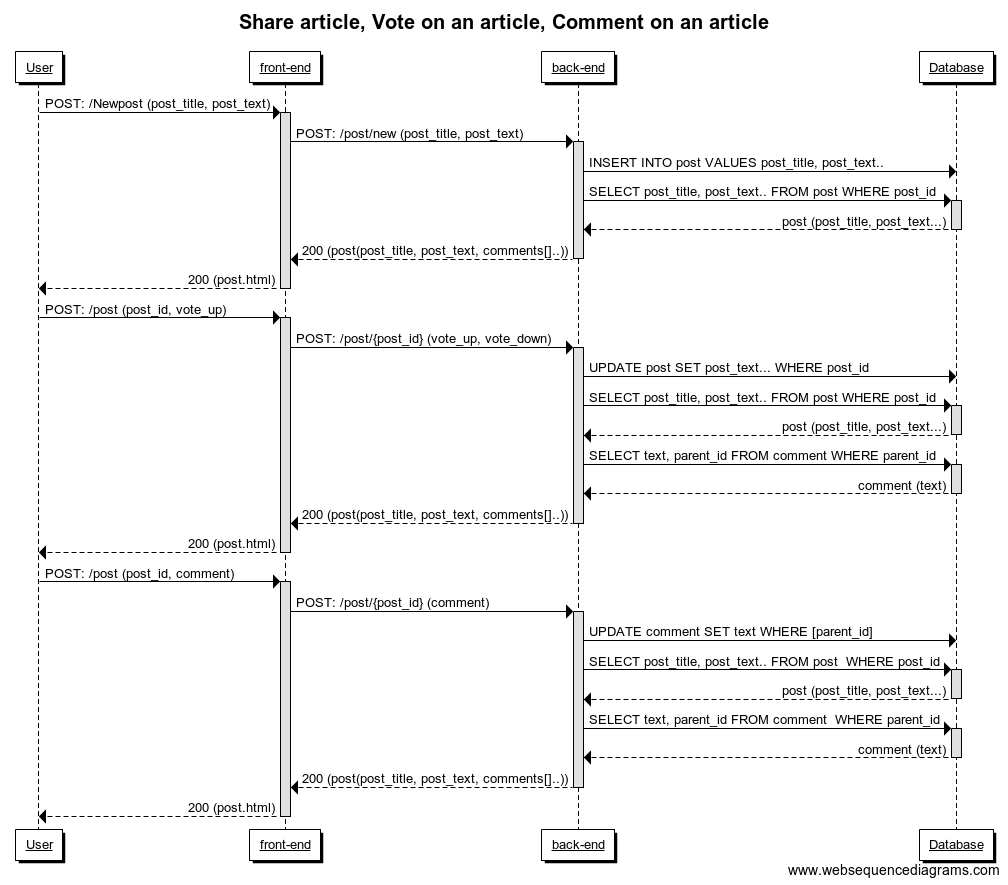 Share article, Vote on an article, Comment on an article
User
front-end
back-end
Database
POST: /Newpost (post_title, post_text)
POST: /post/new (post_title, post_text)
INSERT INTO post VALUES post_title, post_text..
SELECT post_title, post_text.. FROM post WHERE post_id
post (post_title, post_text...)
200 (post(post_title, post_text, comments[]..))
200 (post.html)
POST: /post (post_id, vote_up)
POST: /post/{post_id} (vote_up, vote_down)
UPDATE post SET post_text... WHERE post_id
SELECT post_title, post_text.. FROM post WHERE post_id
post (post_title, post_text...)
SELECT text, parent_id FROM comment WHERE parent_id
comment (text)
200 (post(post_title, post_text, comments[]..))
200 (post.html)
POST: /post (post_id, comment)
POST: /post/{post_id} (comment)
UPDATE comment SET text WHERE [parent_id]
SELECT post_title, post_text.. FROM post  WHERE post_id
post (post_title, post_text...)
SELECT text, parent_id FROM comment  WHERE parent_id
comment (text)
200 (post(post_title, post_text, comments[]..))
200 (post.html)
User
front-end
back-end
Database
www.websequencediagrams.com